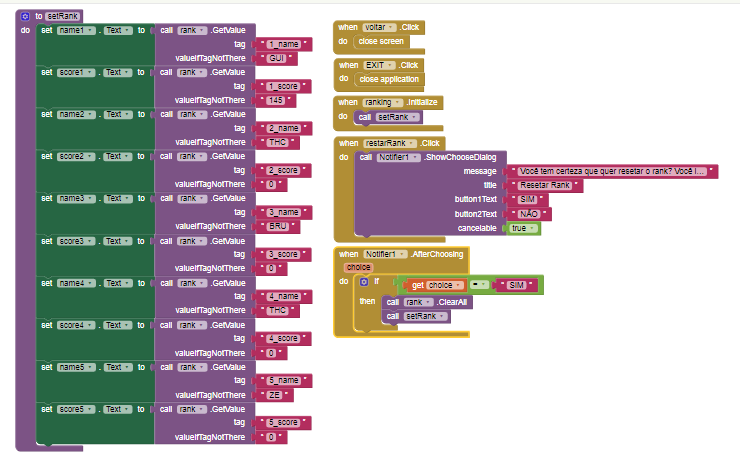 to setRank
do set name1 . Text to call rank .GetValue
tag "1_name"
valueIfTagNotThere "GUI"
set score1 . Text to call rank .GetValue
tag "1_score"
valueIfTagNotThere "145"
set name2 . Text to call rank .GetValue
tag "2_name"
valueIfTagNotThere "THC"
set score2 . Text to call rank .GetValue
tag "2_score"
valueIfTagNotThere "0"
set name3 . Text to call rank .GetValue
tag "3_name"
valueIfTagNotThere "BRU"
set score3 . Text to call rank .GetValue
tag "3_score"
valueIfTagNotThere "0"
set name4 . Text to call rank .GetValue
tag "4_name"
valueIfTagNotThere "THC"
set score4 . Text to call rank .GetValue
tag "4_score"
valueIfTagNotThere "0"
set name5 . Text to call rank .GetValue
tag "5_name"
valueIfTagNotThere "ZE"
set score5 . Text to call rank .GetValue
tag "5_score"
valueIfTagNotThere "0"
when voltar .Click
do close screen
when EXIT .Click
do close application
when ranking .Initialize
do call setRank
when restarRank .Click
do call Notifier1 .ShowChooseDialog
message "Você tem certeza que quer resetar o rank? Você l..."
title "Resetar Rank"
button1Text "SIM"
button2Text "NÃO"
cancelable true
when Notifier1 .AfterChoosing
choice
do if get choice = "SIM"
then call rank .ClearAll
call setRank